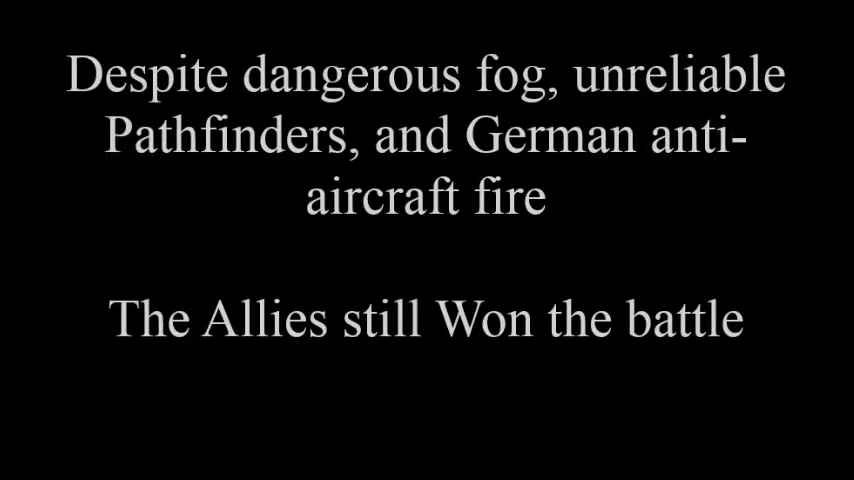 Despite dangerous fog, unreliable
Pathfinders, and German anti-
aircraft fire
The Allies still Won the battle